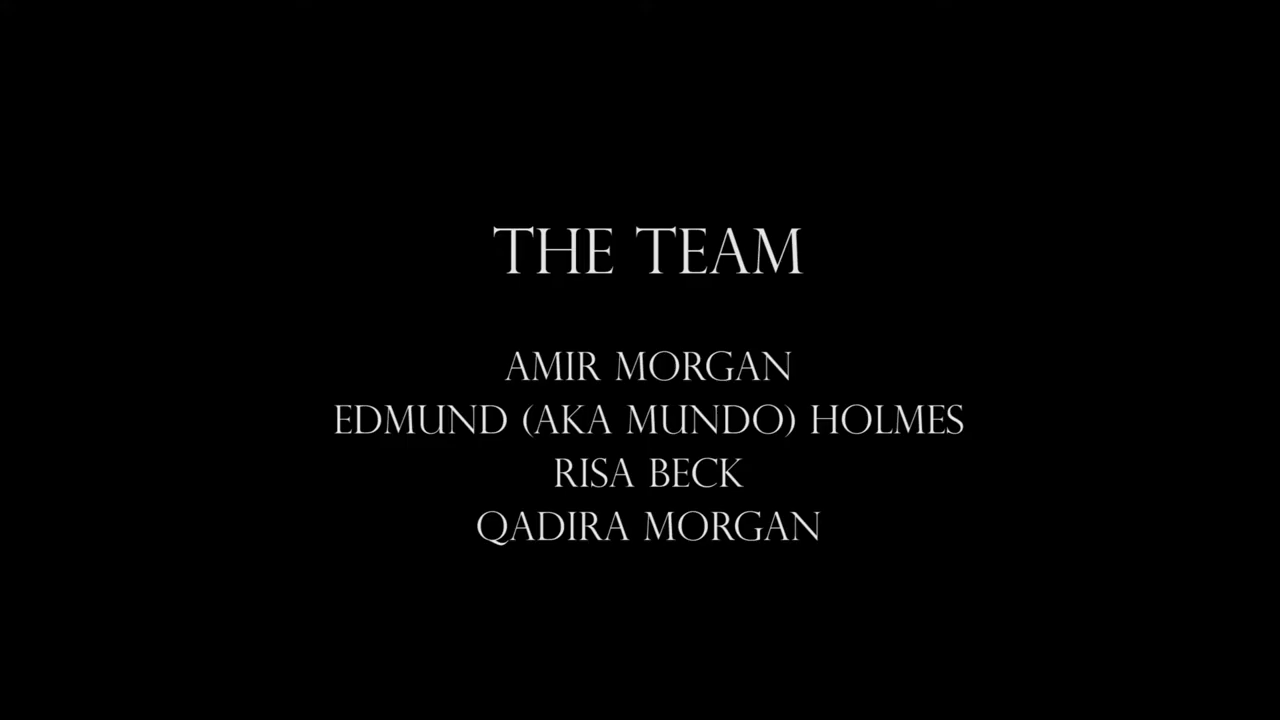 THE TEAM
AMIR MORGAN
EDMUND (AKA MUNDO) HOLMES
RISA BECK
QADIRA MORGAN